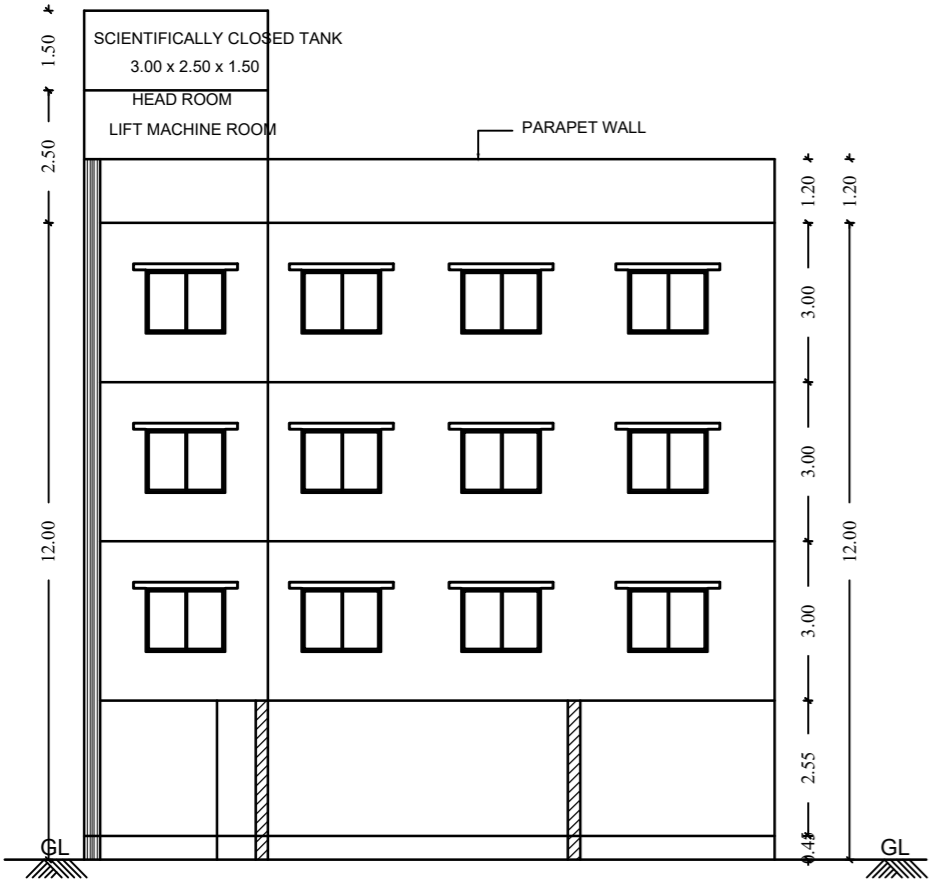 1.50
SCIENTIFICALLY CLOSED TANK
3.00 x 2.50 x 1.50
HEAD ROOM
LIFT MACHINE ROOM
PARAPET WALL
2.50
1.20
1.20
3.00
3.00
12.00
12.00
3.00
2.55
0.45
GL
GL